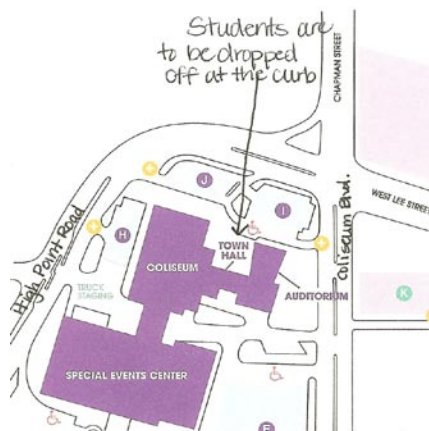 Students are
to be dropped
off at the curb
CHAPMAN STREET
J
I
WEST LEE STREET
H
TOWN
HALL
High Point Road
COLISEUM
Coliseum Blvd.
TRUCK
STAGING
AUDITORIUM
K
SPECIAL EVENTS CENTER